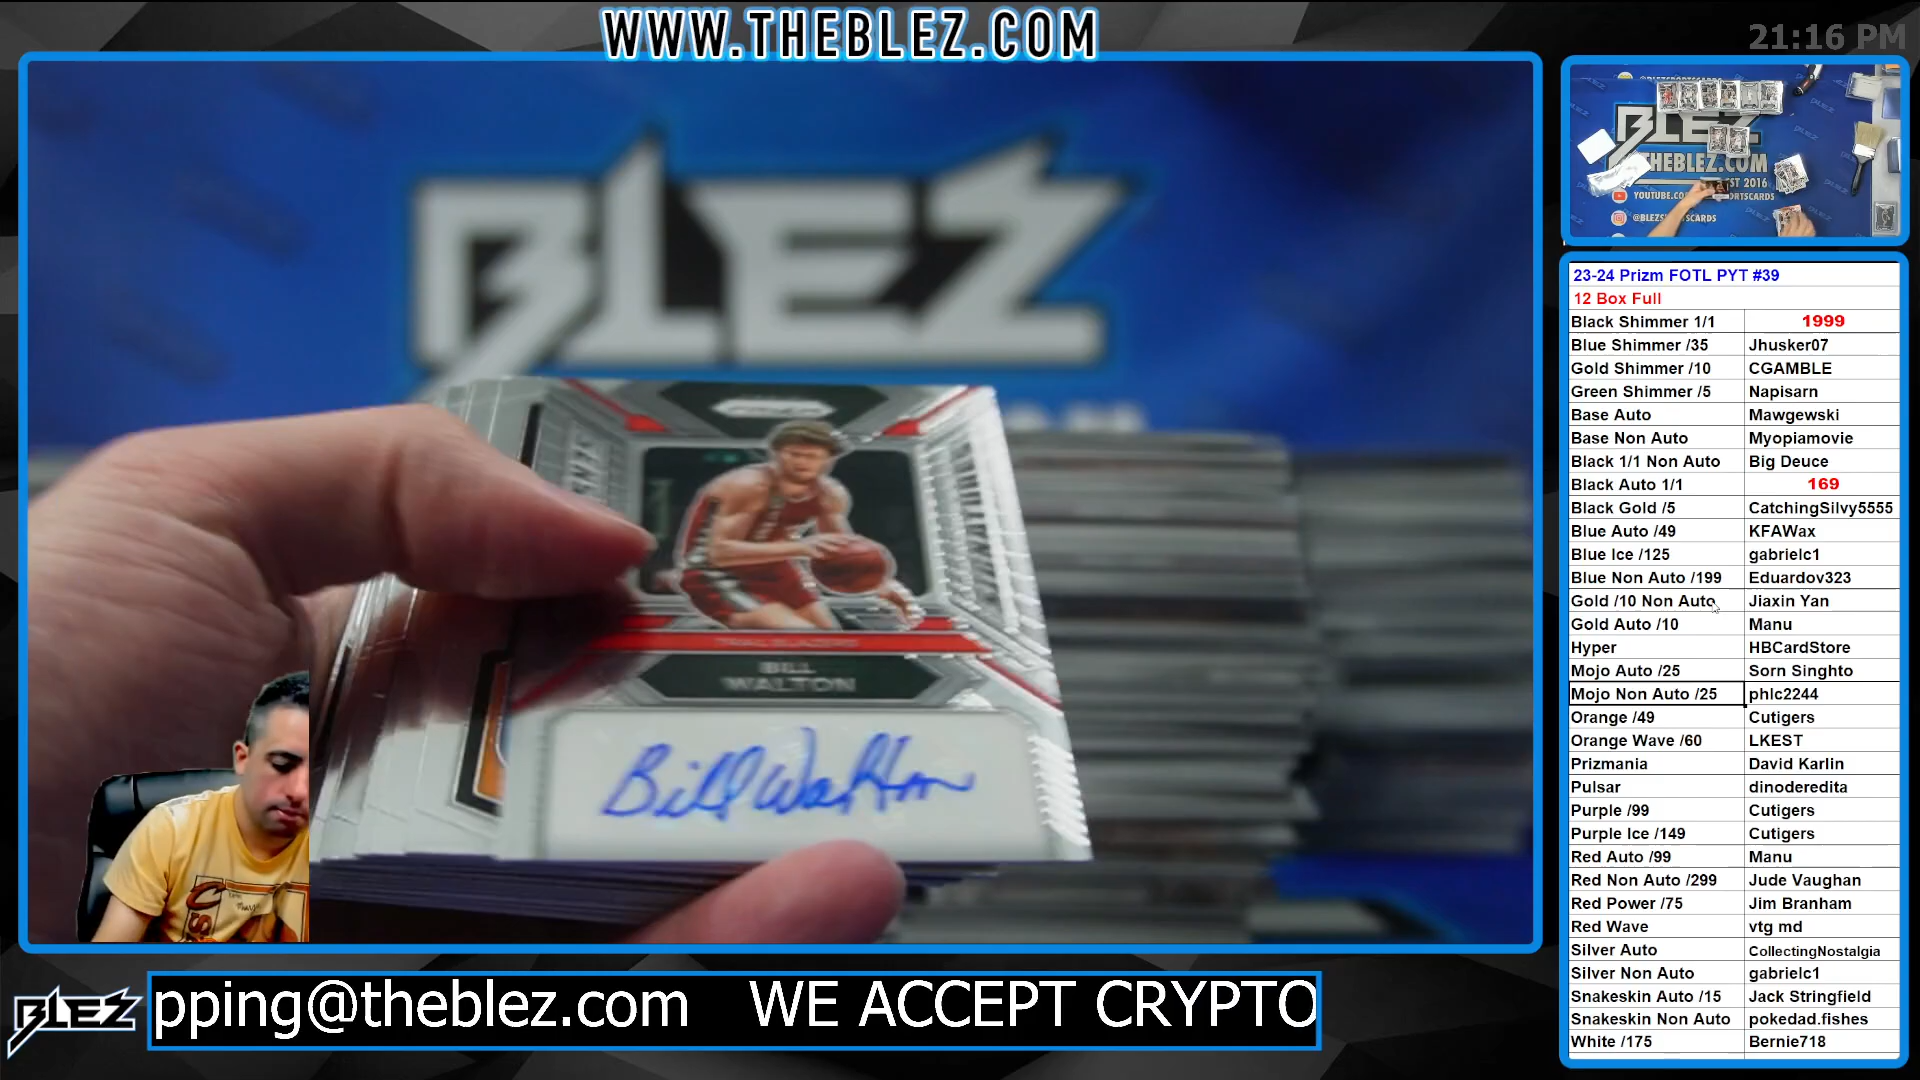 WWW.THEBLEZ.COM
21:16 PM
BLEZ
BILL
WALTON
Bill Walton
BLEZ
THEBLEZ.COM
EST 2016
23-24 Prizm FOTL PYT #39
12 Box Full
Black Shimmer 1/1 1999
Blue Shimmer /35 Jhusker07
Gold Shimmer /10 CGAMBLE
Green Shimmer /5 Napisarn
Base Auto Mawgewski
Base Non Auto Myopiamovie
Black 1/1 Non Auto Big Deuce
Black Auto 1/1 169
Black Gold /5 CatchingSilvy5555
Blue Auto /49 KFAWax
Blue Ice /125 gabrielc1
Blue Non Auto /199 Eduardov323
Gold /10 Non Auto Jiaxin Yan
Gold Auto /10 Manu
Hyper HBCardStore
Mojo Auto /25 Sorn Singhto
Mojo Non Auto /25 phlc2244
Orange /49 Cutigers
Orange Wave /60 LKEST
Prizmania David Karlin
Pulsar dinoderedita
Purple /99 Cutigers
Purple Ice /149 Cutigers
Red Auto /99 Manu
Red Non Auto /299 Jude Vaughan
Red Power /75 Jim Branham
Red Wave vtg md
Silver Auto CollectingNostalgia
Silver Non Auto gabrielc1
Snakeskin Auto /15 Jack Stringfield
Snakeskin Non Auto pokedad.fishes
White /175 Bernie718
BLEZ
pping@theblez.com WE ACCEPT CRYPTO